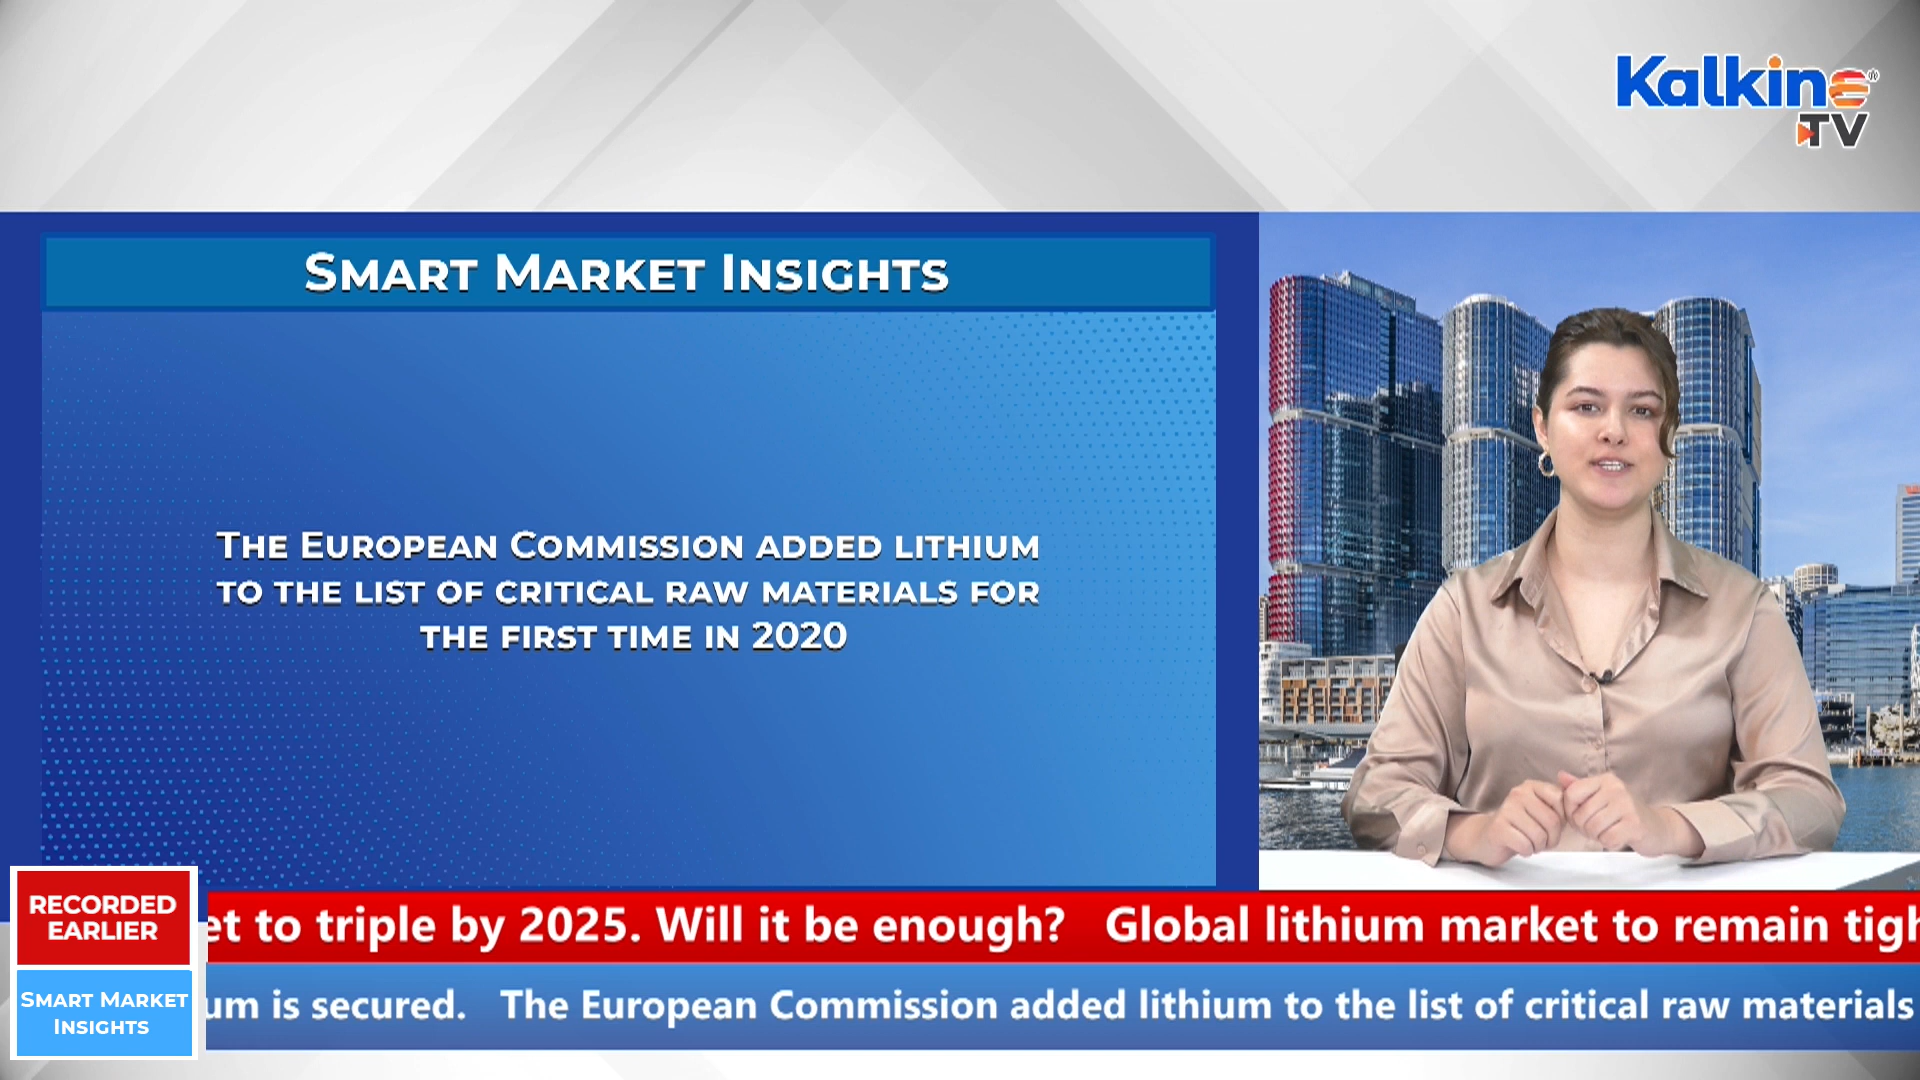 Kalkine®
TV
Smart Market Insights
The European Commission added lithium
to the list of critical raw materials for
the first time in 2020
RECORDED
EARLIER
et to triple by 2025. Will it be enough? Global lithium market to remain tigh
Smart Market
Insights
um is secured. The European Commission added lithium to the list of critical raw materials